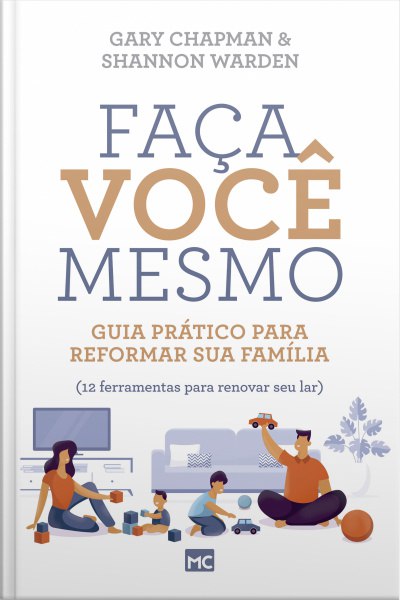 GARY CHAPMAN &
SHANNON WARDEN
FAÇA
VOCÊ
MESMO
GUIA PRÁTICO PARA
REFORMAR SUA FAMÍLIA
(12 ferramentas para renovar seu lar)
MC